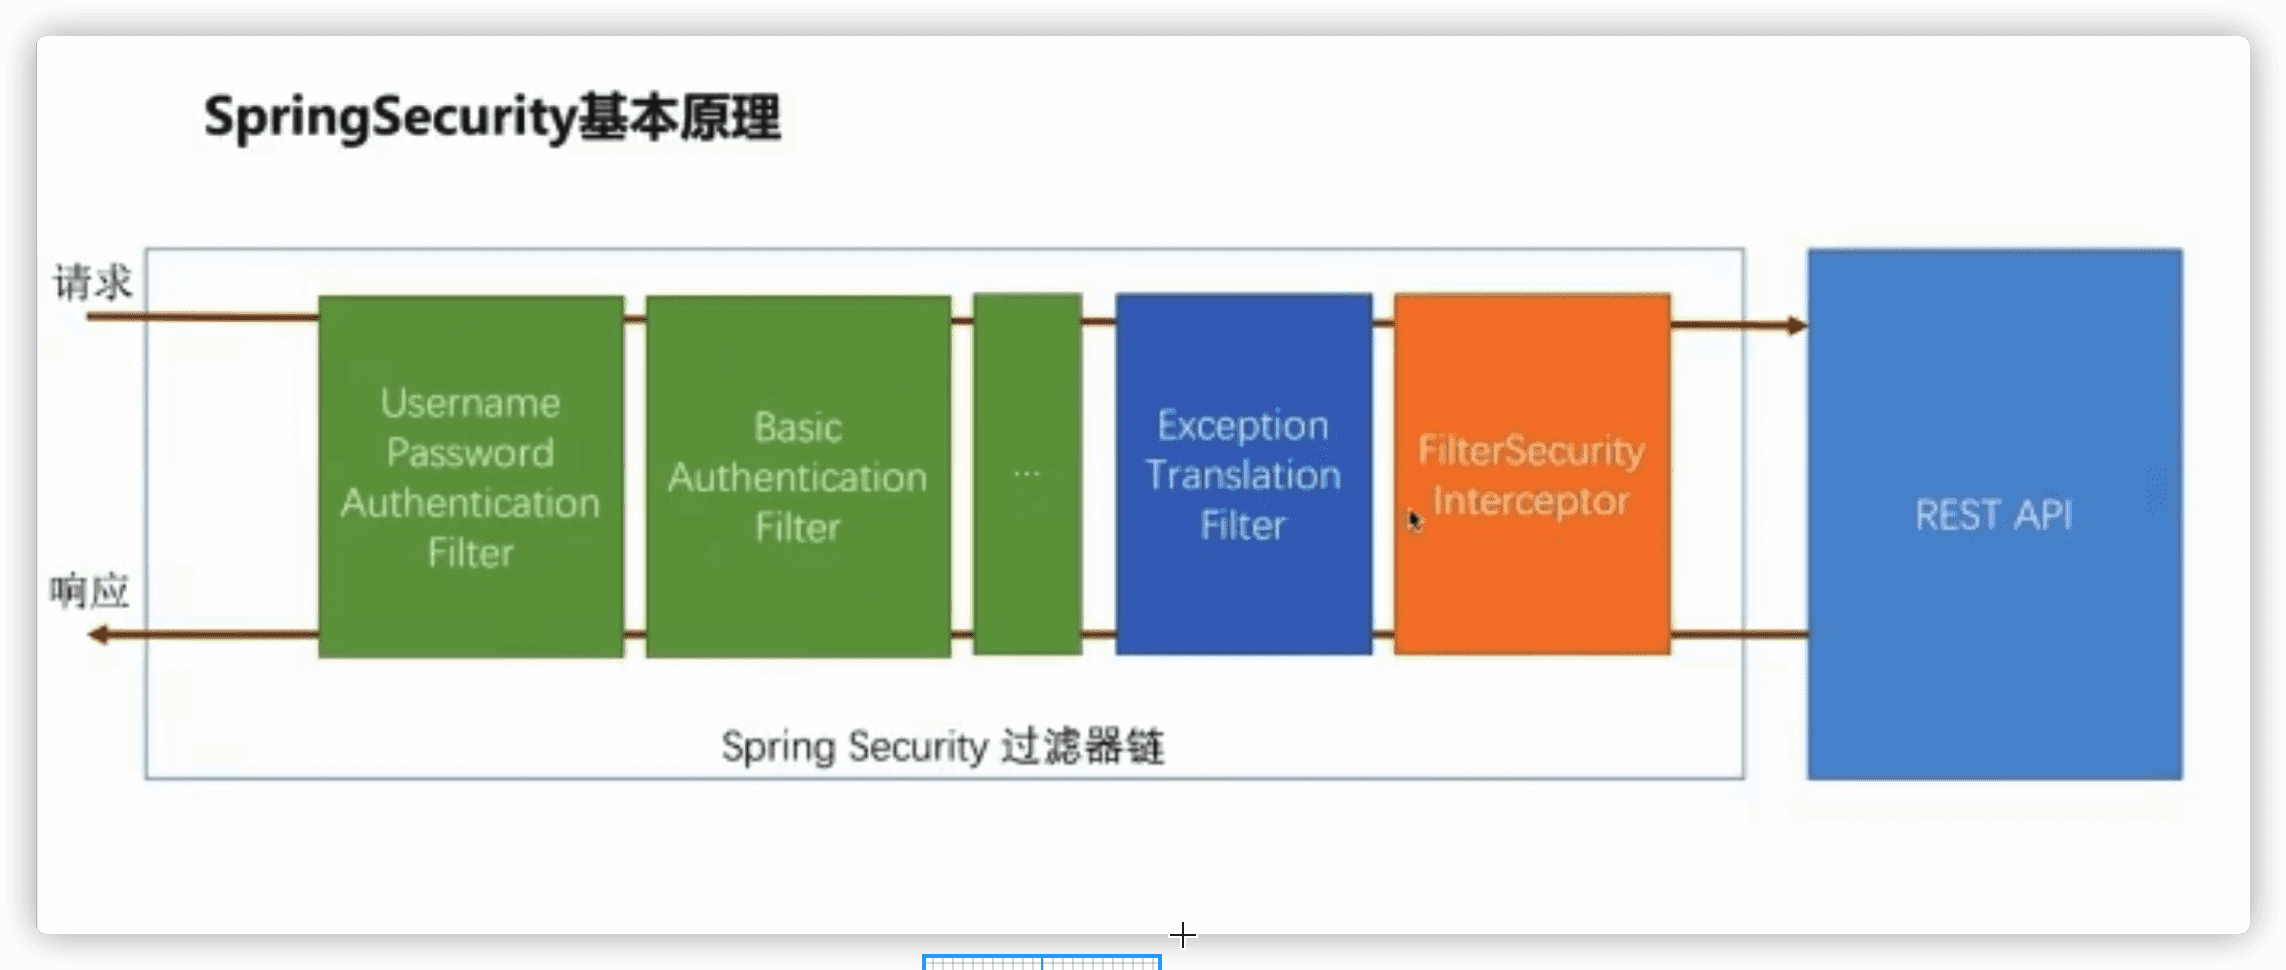 SpringSecurity基本原理
请求
响应
Username
Password
Authentication
Filter
Basic
Authentication
Filter
...
Exception
Translation
Filter
FilterSecurity
Interceptor
REST API
Spring Security 过滤器链